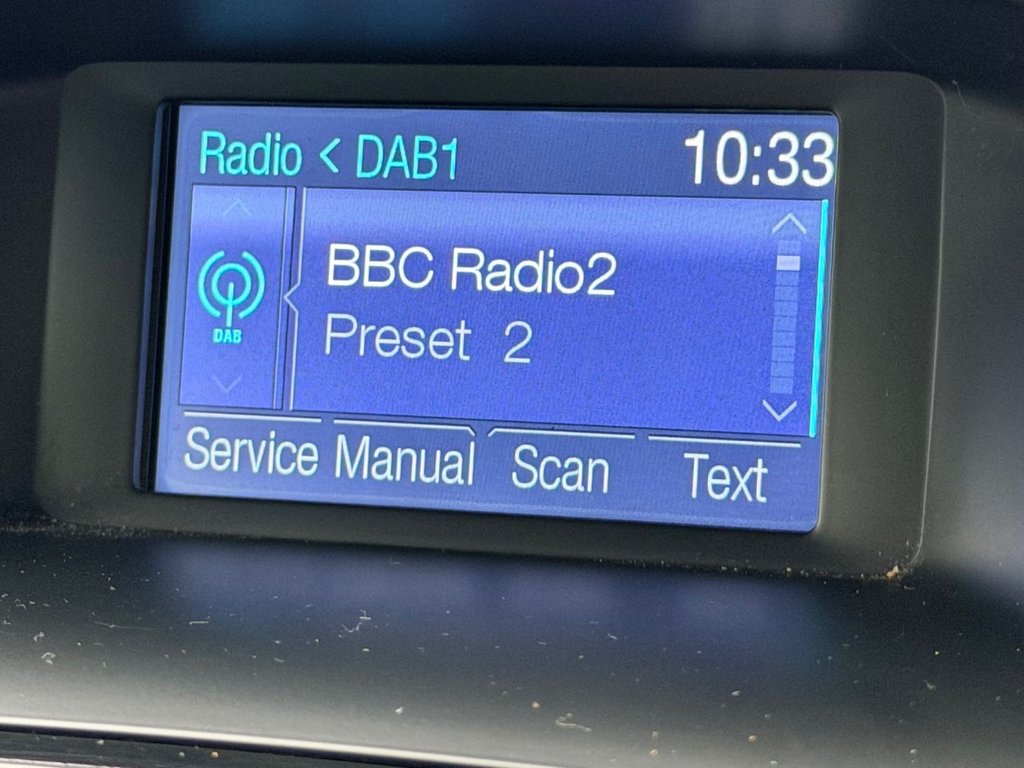 Radio < DAB1 10:33
BBC Radio2
DAB
Preset 2
Service Manual Scan Text